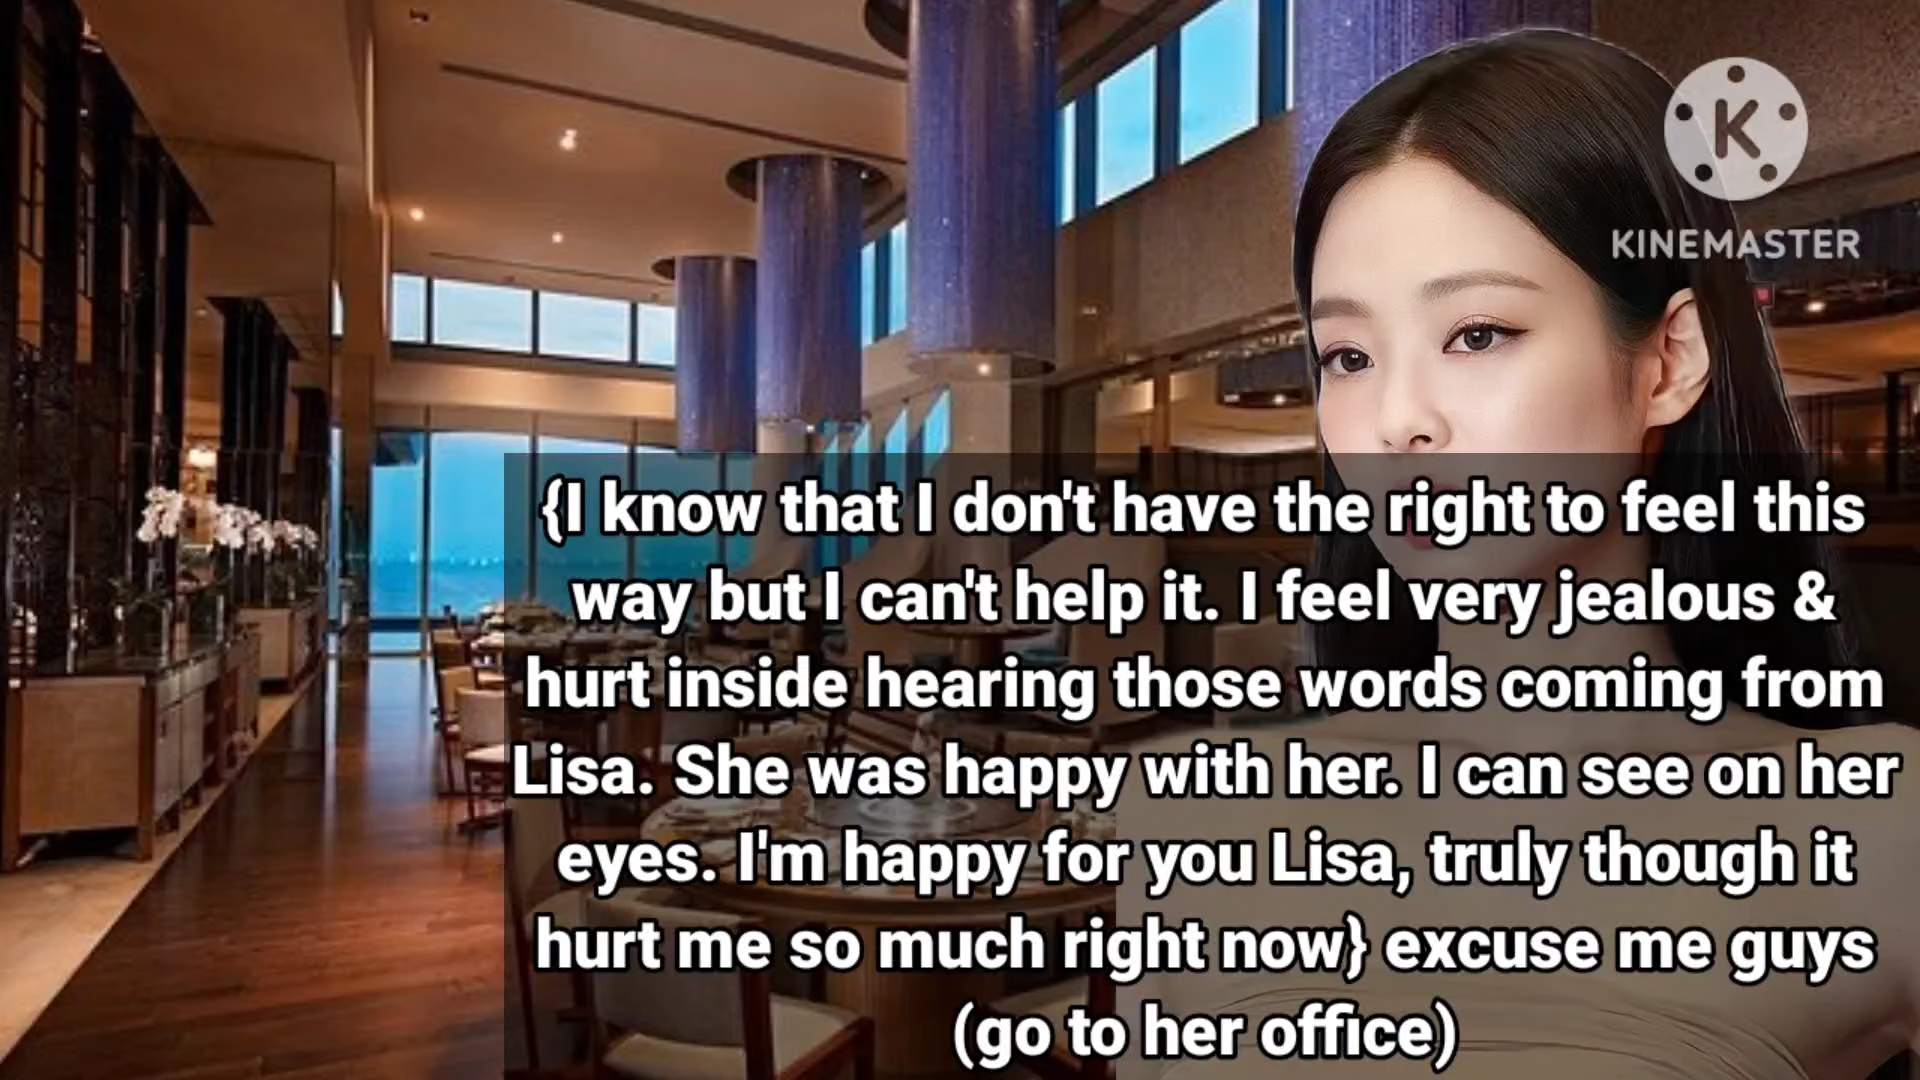 K
KINEMASTER
{I know that I don't have the right to feel this
way but I can't help it. I feel very jealous &
hurt inside hearing those words coming from
Lisa. She was happy with her. I can see on her
eyes. I'm happy for you Lisa, truly though it
hurt me so much right now} excuse me guys
(go to her office)